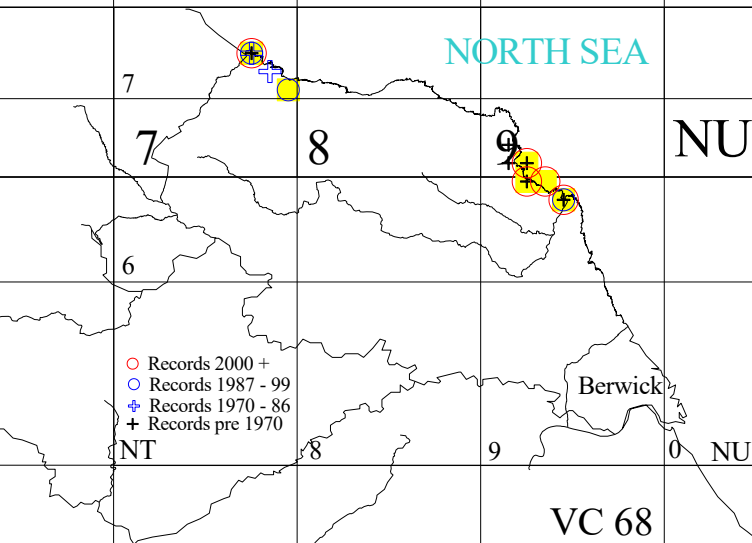 NORTH SEA
7
7
8
9
NU
6
Records 2000 +
Records 1987 - 99
Records 1970 - 86
Records pre 1970
Berwick
NT
8
9
0
NU
VC 68